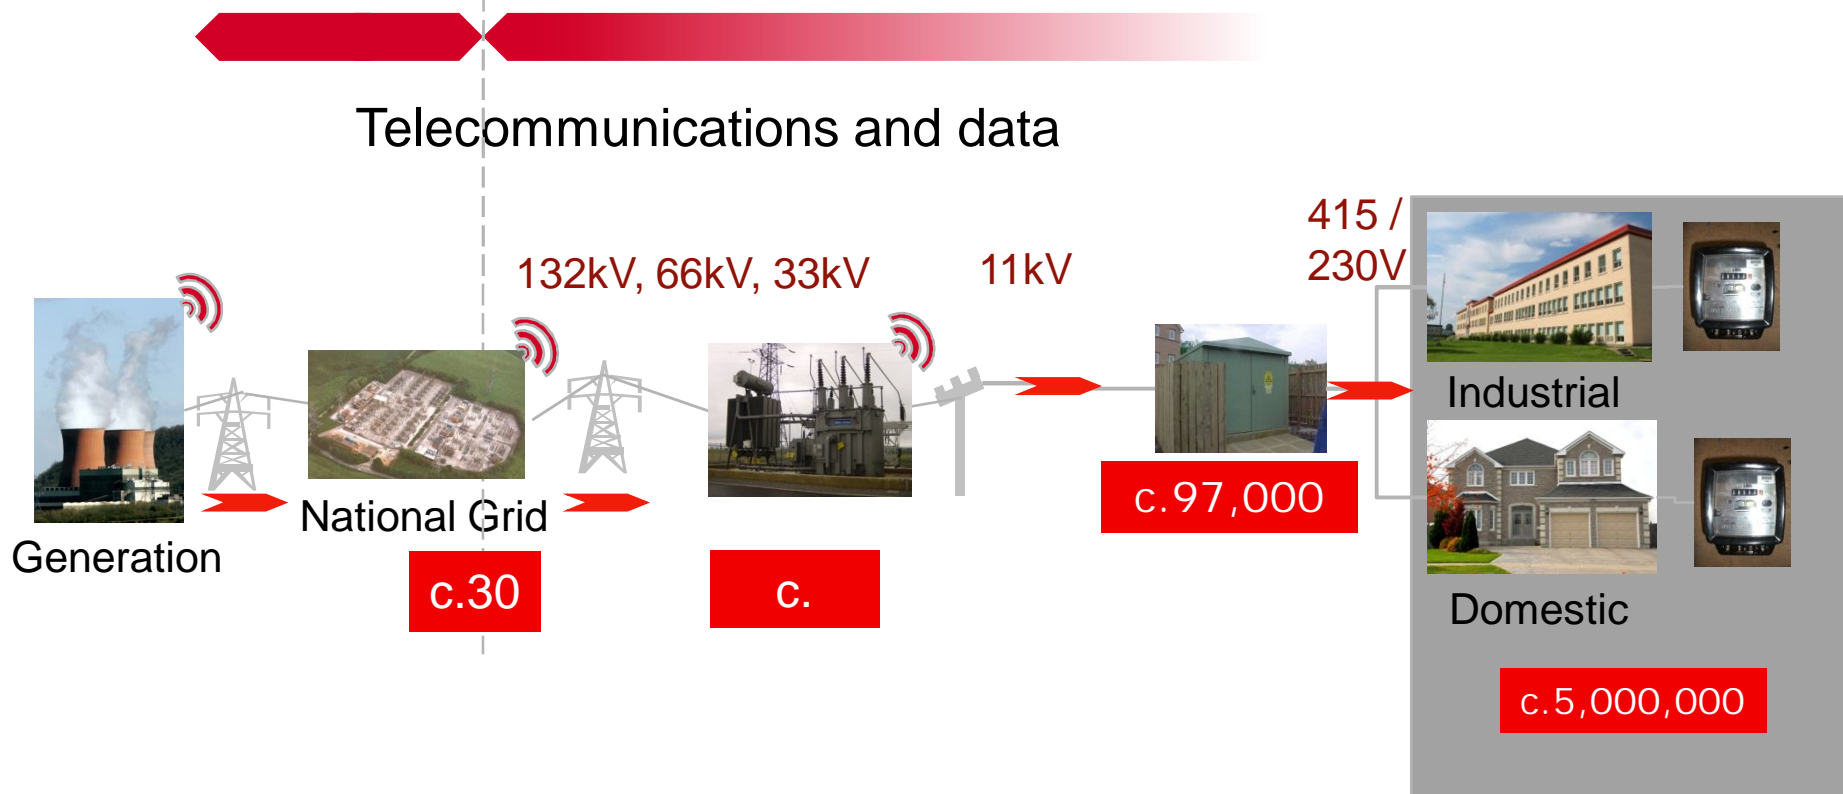 Telecommunications and data
415 /
230V
132kV, 66kV, 33kV
11kV
Industrial
National Grid
Generation
c.97,000
c.30
c.
Domestic
c.5,000,000